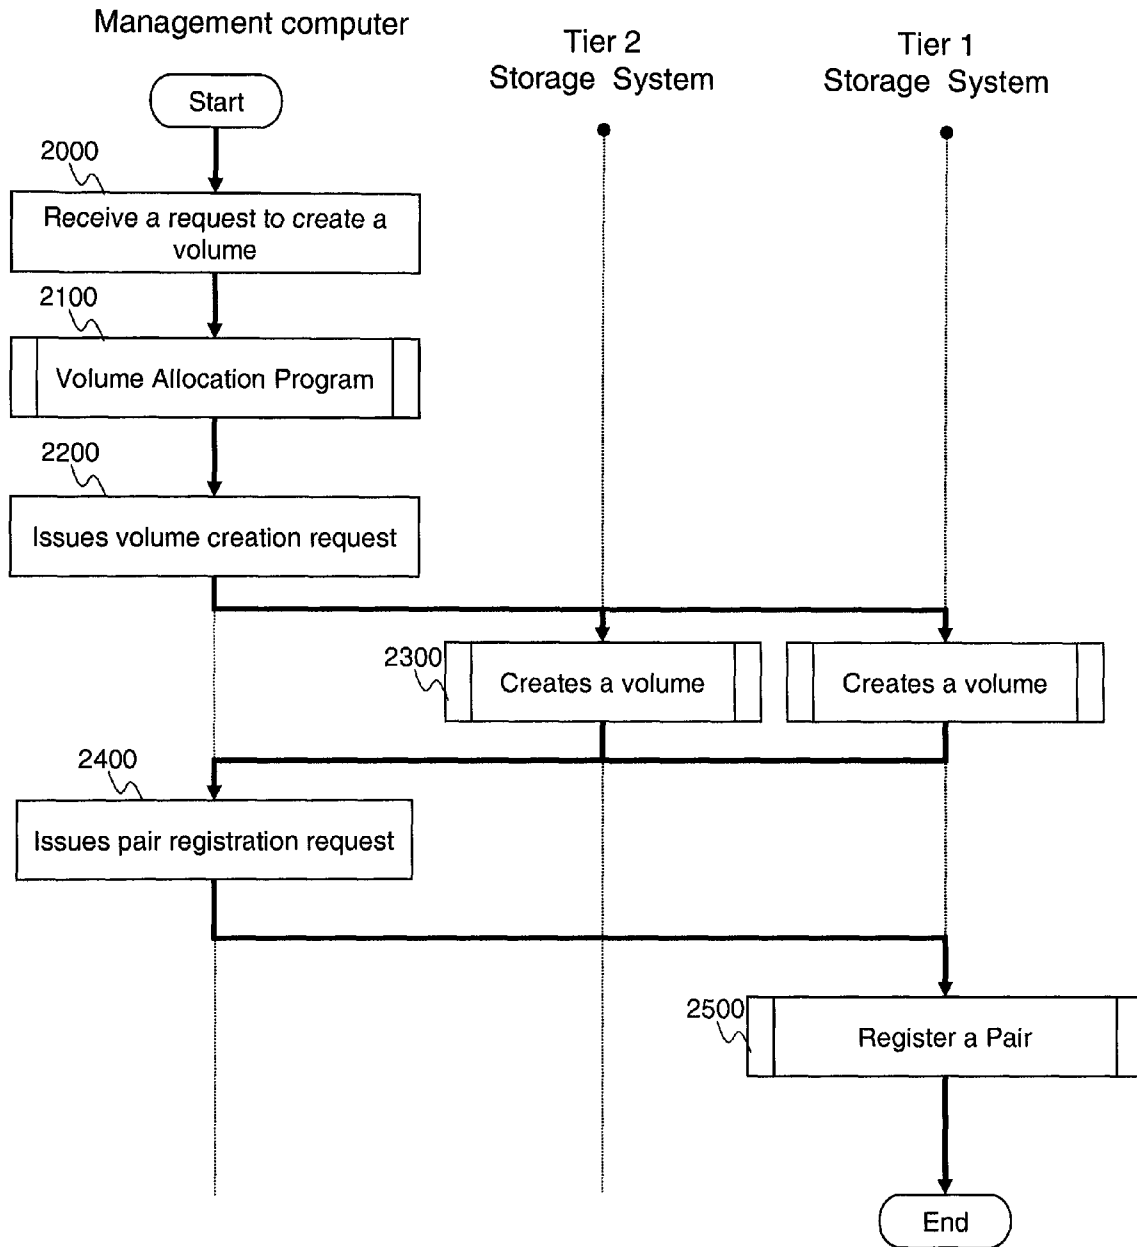 Management computer
Tier 2
Storage System
Tier 1
Storage System
Start
2000
Receive a request to create a
volume
2100
Volume Allocation Program
2200
Issues volume creation request
2300
Creates a volume
Creates a volume
2400
Issues pair registration request
2500
Register a Pair
End